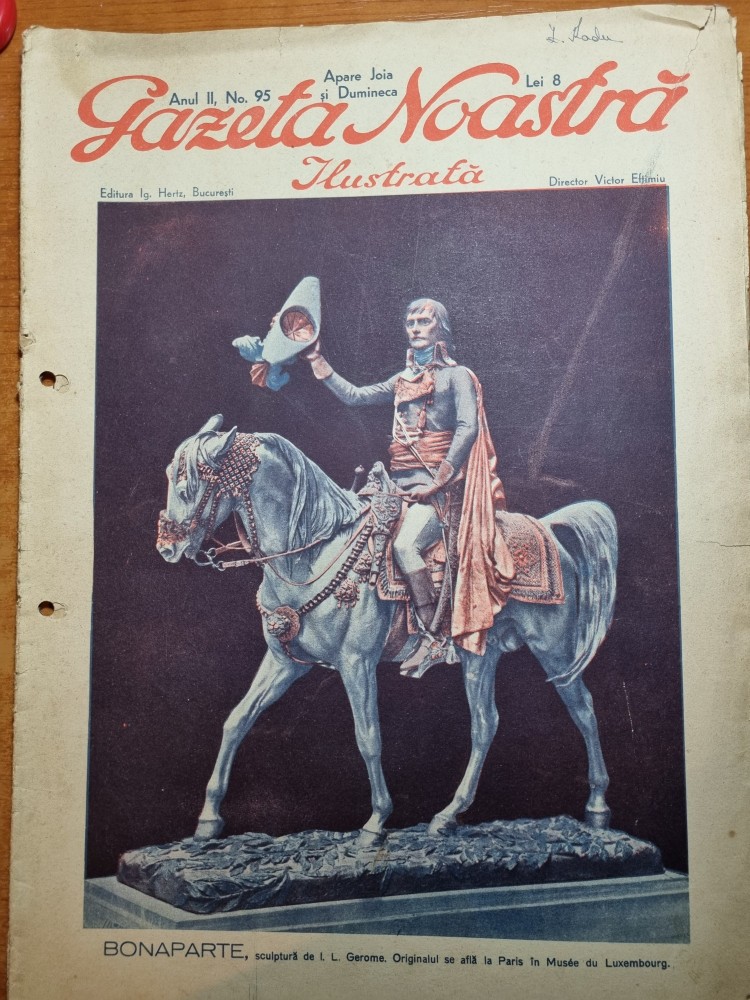 I. Radu
Apare Joia
Anul II, No. 95 și Dumineca Lei 8
Gazeta Noastră
Ilustrată
Editura Ig. Hertz, București Director Victor Eftimiu
BONAPARTE, sculptură de I. L. Gerome. Originalul se află la Paris în Musée du Luxembourg.